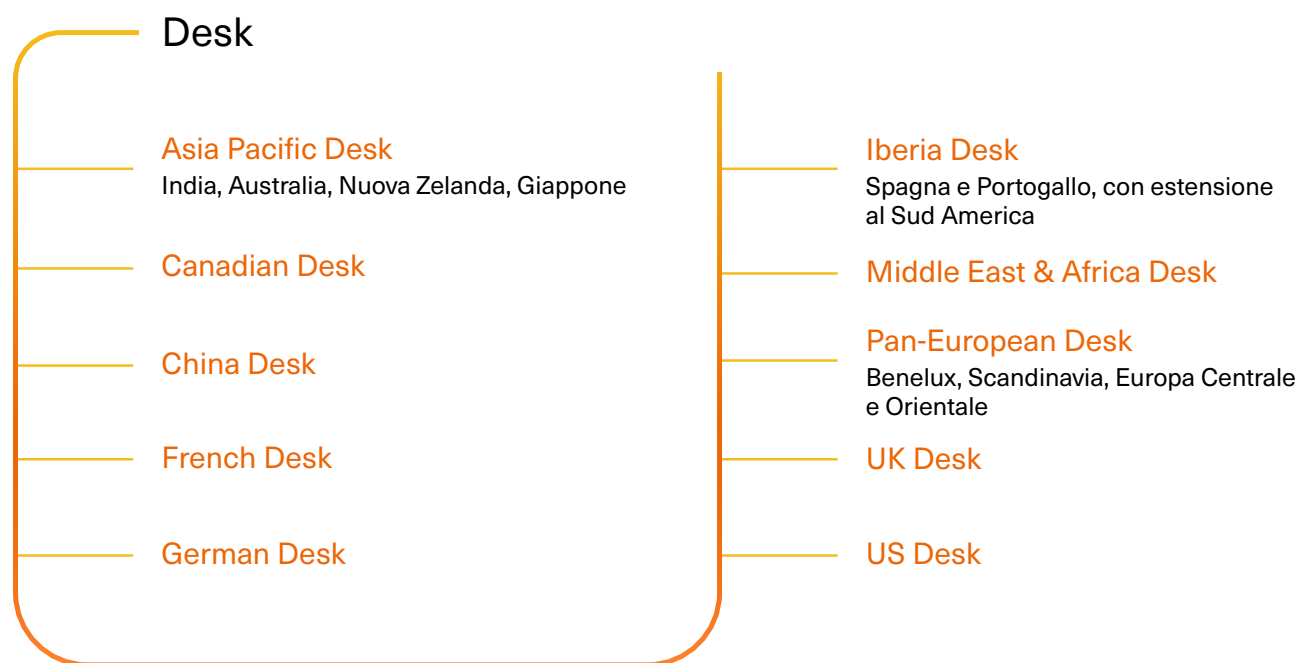 Desk
Asia Pacific Desk
India, Australia, Nuova Zelanda, Giappone
Canadian Desk
China Desk
French Desk
German Desk
Iberia Desk
Spagna e Portogallo, con estensione
al Sud America
Middle East & Africa Desk
Pan-European Desk
Benelux, Scandinavia, Europa Centrale
e Orientale
UK Desk
US Desk